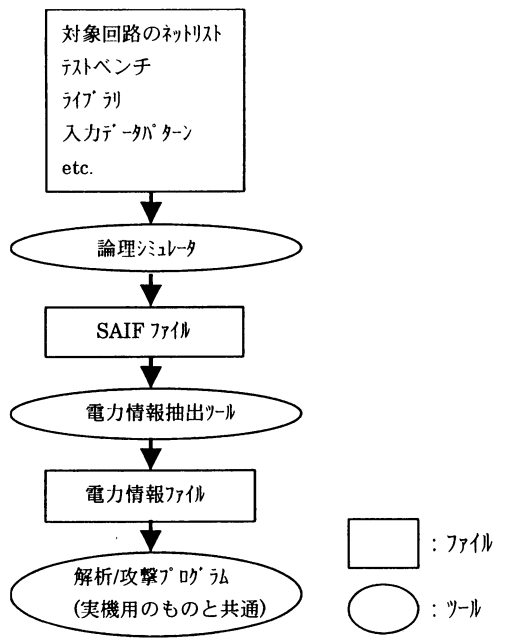 対象回路のﾈｯﾄﾘｽﾄ
ﾃｽﾄベンチ
ﾗｲﾌﾞﾗﾘ
入力ﾃﾞｰﾀﾊﾟﾀｰﾝ
etc.
論理ｼﾐｭﾚｰﾀ
SAIF ﾌｧｲﾙ
電力情報抽出ﾂｰﾙ
電力情報ﾌｧｲﾙ
解析/攻撃ﾌﾟﾛｸﾞﾗﾑ
(実機用のものと共通)
: ﾌｧｲﾙ
: ﾂｰﾙ